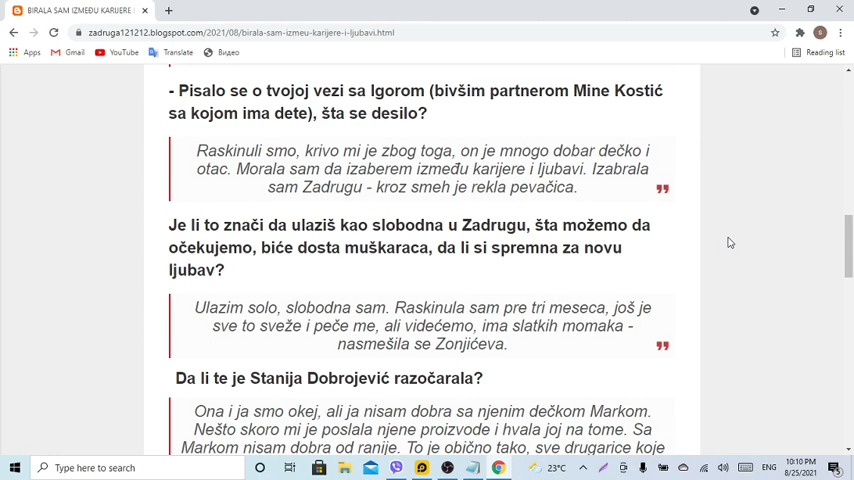 BIRALA SAM IZMEĐU KARIJERE I
zadruga121212.blogspot.com/2021/08/birala-sam-izmeu-karijere-i-ljubavi.html
Apps Gmail YouTube Translate Видео Reading list
- Pisalo se o tvojoj vezi sa Igorom (bivšim partnerom Mine Kostić
sa kojom ima dete), šta se desilo?
Raskinuli smo, krivo mi je zbog toga, on je mnogo dobar dečko i
otac. Morala sam da izaberem između karijere i ljubavi. Izabrala
sam Zadrugu - kroz smeh je rekla pevačica.
Je li to znači da ulaziš kao slobodna u Zadrugu, šta možemo da
očekujemo, biće dosta muškaraca, da li si spremna za novu
ljubav?
Ulazim solo, slobodna sam. Raskinula sam pre tri meseca, još je
sve to sveže i peče me, ali videćemo, ima slatkih momaka -
nasmešila se Zonjićeva.
Da li te je Stanija Dobrojević razočarala?
Ona i ja smo okej, ali ja nisam dobra sa njenim dečkom Markom.
Nešto skoro mi je poslala njene proizvode i hvala joj na tome. Sa
Markom nisam dobra od ranije. To je obično tako, sve drugarice koje
Type here to search
23°C
ENG
10:10 PM
8/25/2021